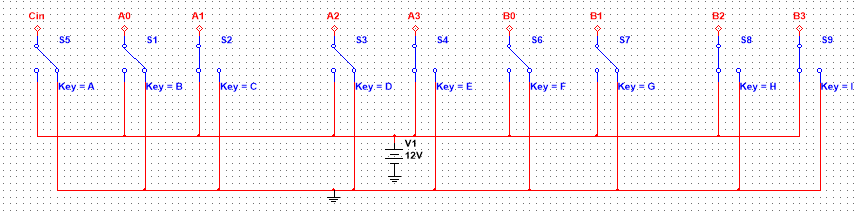 Cin A0 A1 A2 A3 B0 B1 B2 B3
S5 S1 S2 S3 S4 S6 S7 S8 S9
Key = A Key = B Key = C Key = D Key = E Key = F Key = G Key = H Key = I
V1
12V